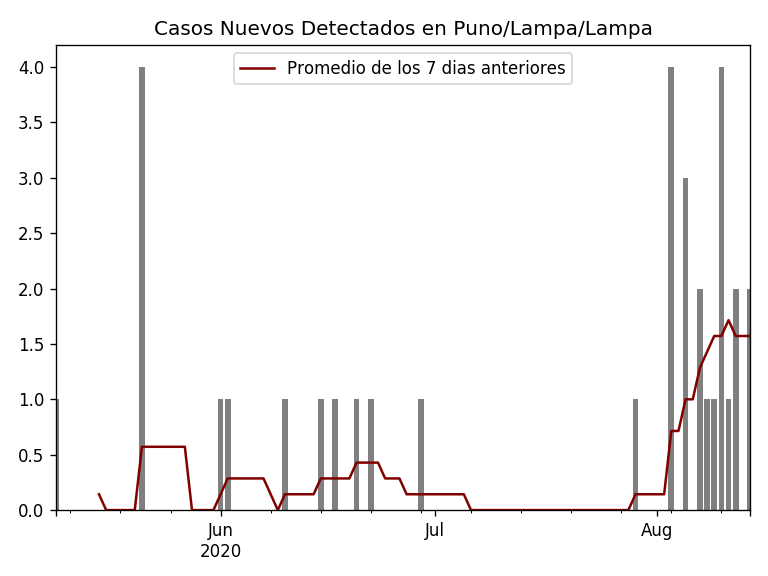 Casos Nuevos Detectados en Puno/Lampa/Lampa
Promedio de los 7 dias anteriores
4.0
3.5
3.0
2.5
2.0
1.5
1.0
0.5
0.0
Jun
2020
Jul
Aug